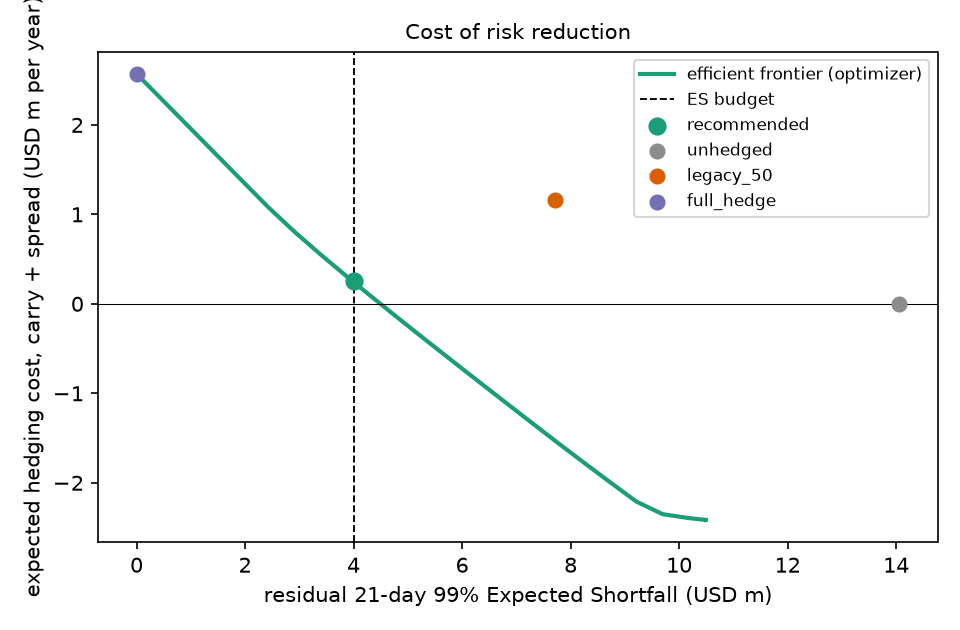 Cost of risk reduction
expected hedging cost, carry + spread (USD m per year)
2
1
0
−1
−2
efficient frontier (optimizer)
ES budget
recommended
unhedged
legacy_50
full_hedge
0 2 4 6 8 10 12 14
residual 21-day 99% Expected Shortfall (USD m)